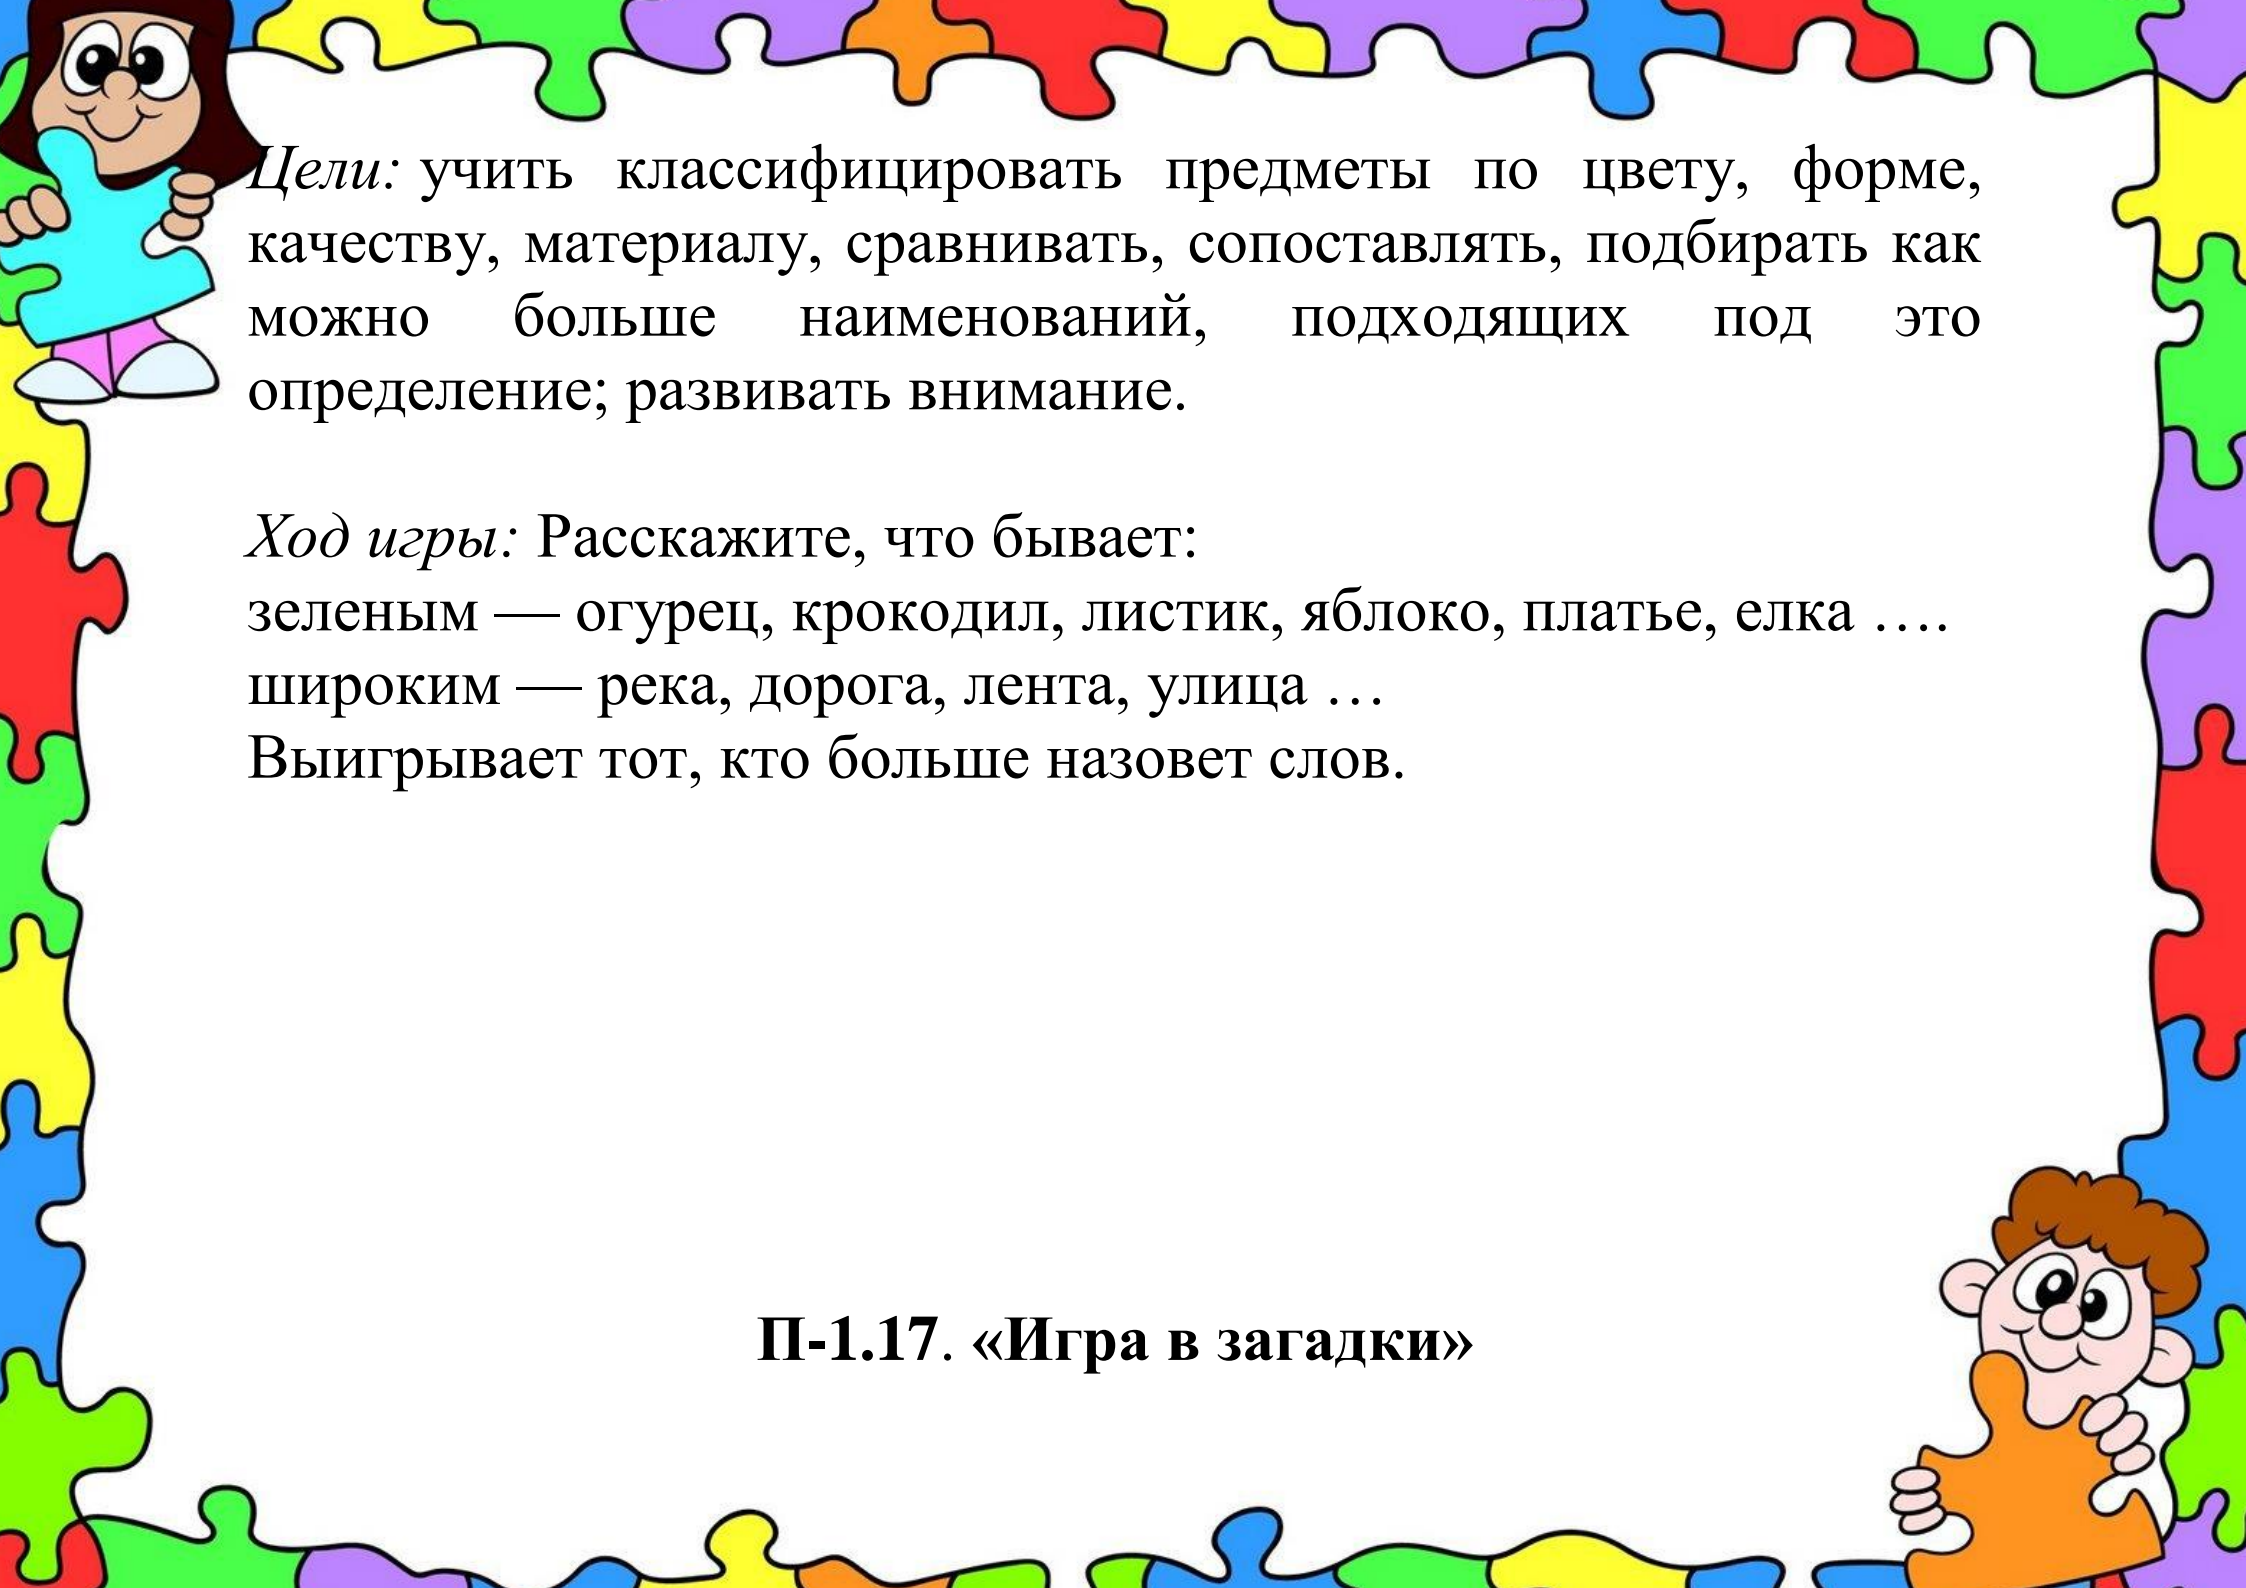 Цели: учить классифицировать предметы по цвету, форме,
качеству, материалу, сравнивать, сопоставлять, подбирать как
можно больше наименований, подходящих под это
определение; развивать внимание.
Ход игры: Расскажите, что бывает:
зеленым — огурец, крокодил, листик, яблоко, платье, елка ….
широким — река, дорога, лента, улица …
Выигрывает тот, кто больше назовет слов.
П-1.17. «Игра в загадки»